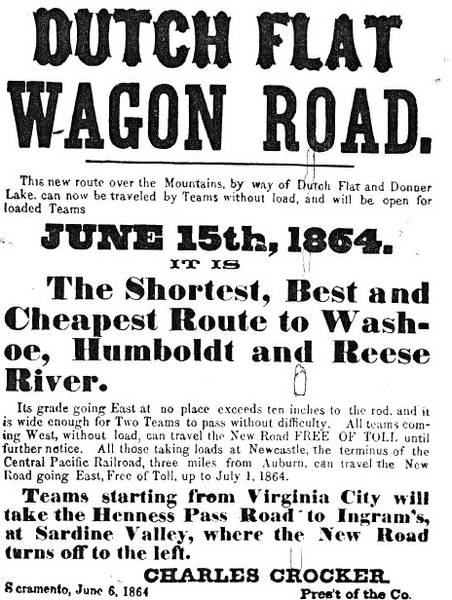 DUTCH FLAT
WAGON ROAD.
This new route over the Mountains, by way of Dutch Flat and Donner
Lake, can now be traveled by Teams without load, and will be open for
loaded Teams
JUNE 15th, 1864.
IT IS
The Shortest, Best and
Cheapest Route to Wash-
oe, Humboldt and Reese
River.
Its grade going East at no place exceeds ten inches to the rod, and it
is wide enough for Two Teams to pass without difficulty. All teams com-
ing West, without load, can travel the New Road FREE OF TOLL until
further notice. All those taking loads at Newcastle, the terminus of the
Central Pacific Railroad, three miles from Auburn, can travel the New
Road going East, Free of Toll, up to July 1, 1864.
Teams starting from Virginia City will
take the Henness Pass Road to Ingram's,
at Sardine Valley, where the New Road
turns off to the left.
CHARLES CROCKER
Sacramento, June 6, 1864 Pres't of the Co.